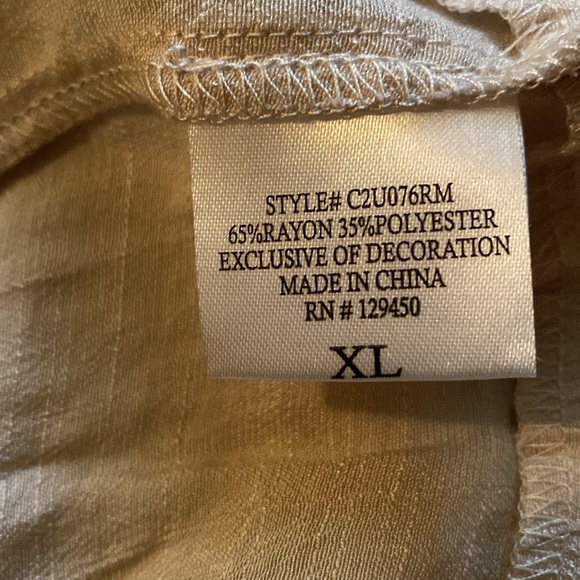 STYLE# C2U076RM
65%RAYON 35%POLYESTER
EXCLUSIVE OF DECORATION
MADE IN CHINA
RN # 129450
XL